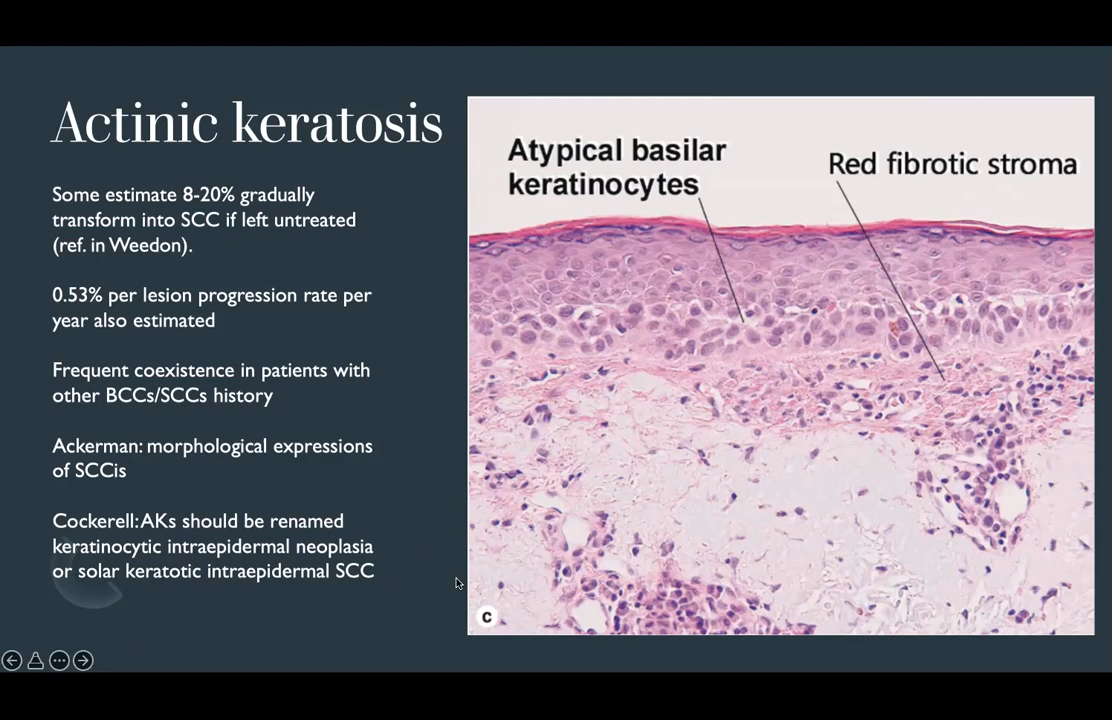 Actinic keratosis
Some estimate 8-20% gradually
transform into SCC if left untreated
(ref. in Weedon).
0.53% per lesion progression rate per
year also estimated
Frequent coexistence in patients with
other BCCs/SCCs history
Ackerman: morphological expressions
of SCCis
Cockerell: AKs should be renamed
keratinocytic intraepidermal neoplasia
or solar keratotic intraepidermal SCC
Atypical basilar
keratinocytes
Red fibrotic stroma
c